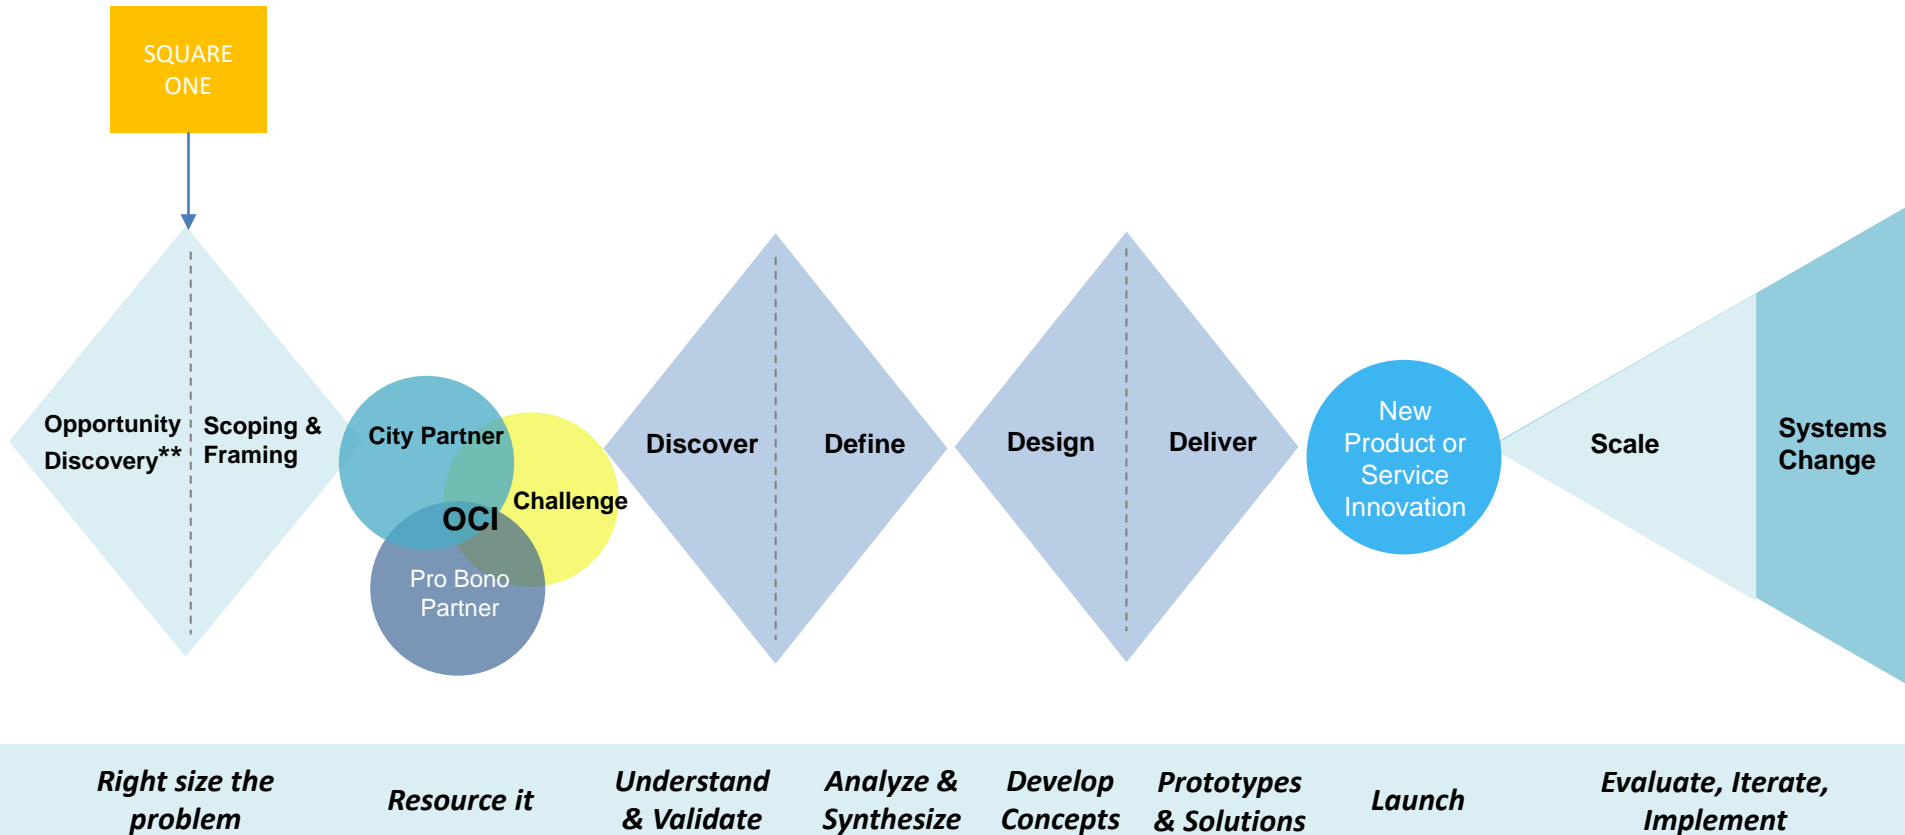 SQUARE
ONE
Opportunity
Discovery**
Scoping &
Framing
City Partner
Challenge
OCI
Pro Bono
Partner
Discover
Define
Design
Deliver
New
Product or
Service
Innovation
Scale
Systems
Change
Right size the
problem
Resource it
Understand
& Validate
Analyze &
Synthesize
Develop
Concepts
Prototypes
& Solutions
Launch
Evaluate, Iterate,
Implement